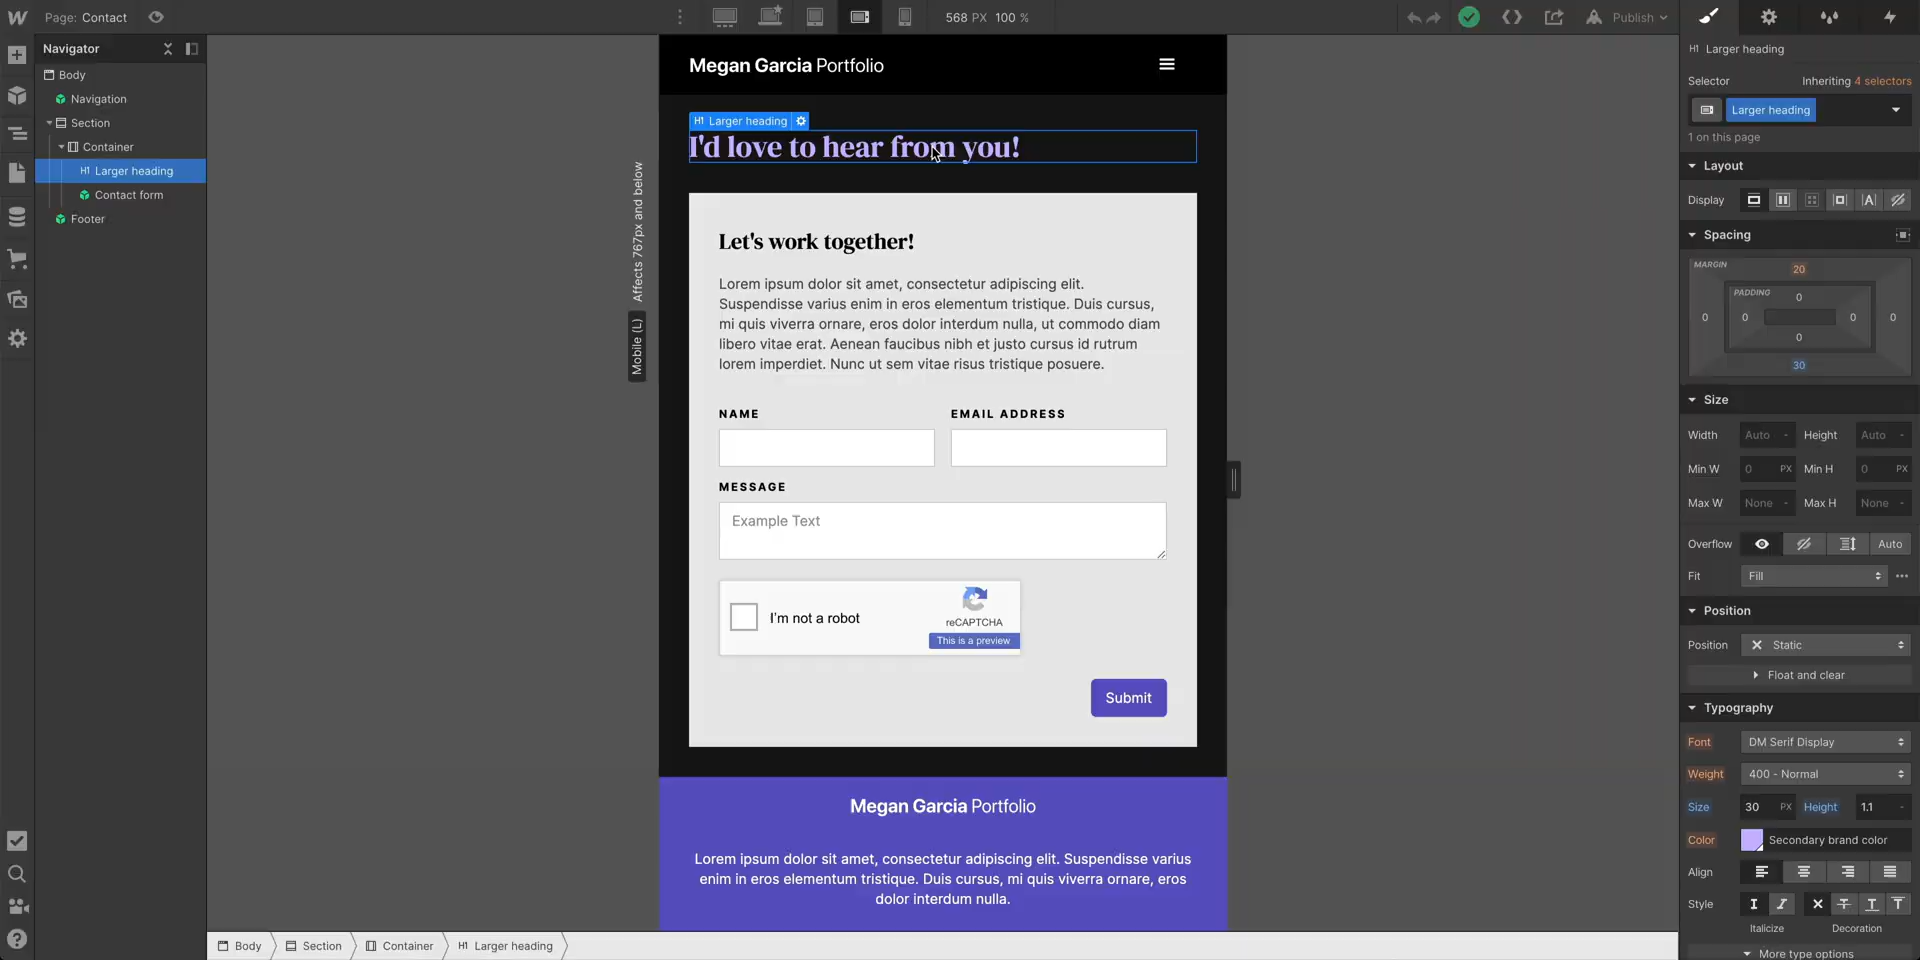 Page: Contact
568 PX 100 %
Publish
Navigator
Body
Navigation
Section
Container
H1 Larger heading
Contact form
Footer
Affects 767px and below
Mobile (L)
Megan Garcia Portfolio
H1 Larger heading
I'd love to hear from you!
Let's work together!
Lorem ipsum dolor sit amet, consectetur adipiscing elit.
Suspendisse varius enim in eros elementum tristique. Duis cursus,
mi quis viverra ornare, eros dolor interdum nulla, ut commodo diam
libero vitae erat. Aenean faucibus nibh et justo cursus id rutrum
lorem imperdiet. Nunc ut sem vitae risus tristique posuere.
NAME
EMAIL ADDRESS
MESSAGE
Example Text
I'm not a robot
reCAPTCHA
This is a preview
Submit
Megan Garcia Portfolio
Lorem ipsum dolor sit amet, consectetur adipiscing elit. Suspendisse varius
enim in eros elementum tristique. Duis cursus, mi quis viverra ornare, eros
dolor interdum nulla.
Body
Section
Container
H1 Larger heading
H1 Larger heading
Selector Inheriting 4 selectors
Larger heading
1 on this page
Layout
Display
Spacing
MARGIN
20
PADDING
0
0 0 0 0
0
30
Size
Width Auto - Height Auto -
Min W 0 PX Min H 0 PX
Max W None - Max H None -
Overflow Auto
Fit Fill
Position
Position Static
Float and clear
Typography
Font DM Serif Display
Weight 400 - Normal
Size 30 PX Height 1.1 -
Color Secondary brand color
Align
Style
Italicize Decoration
More type options